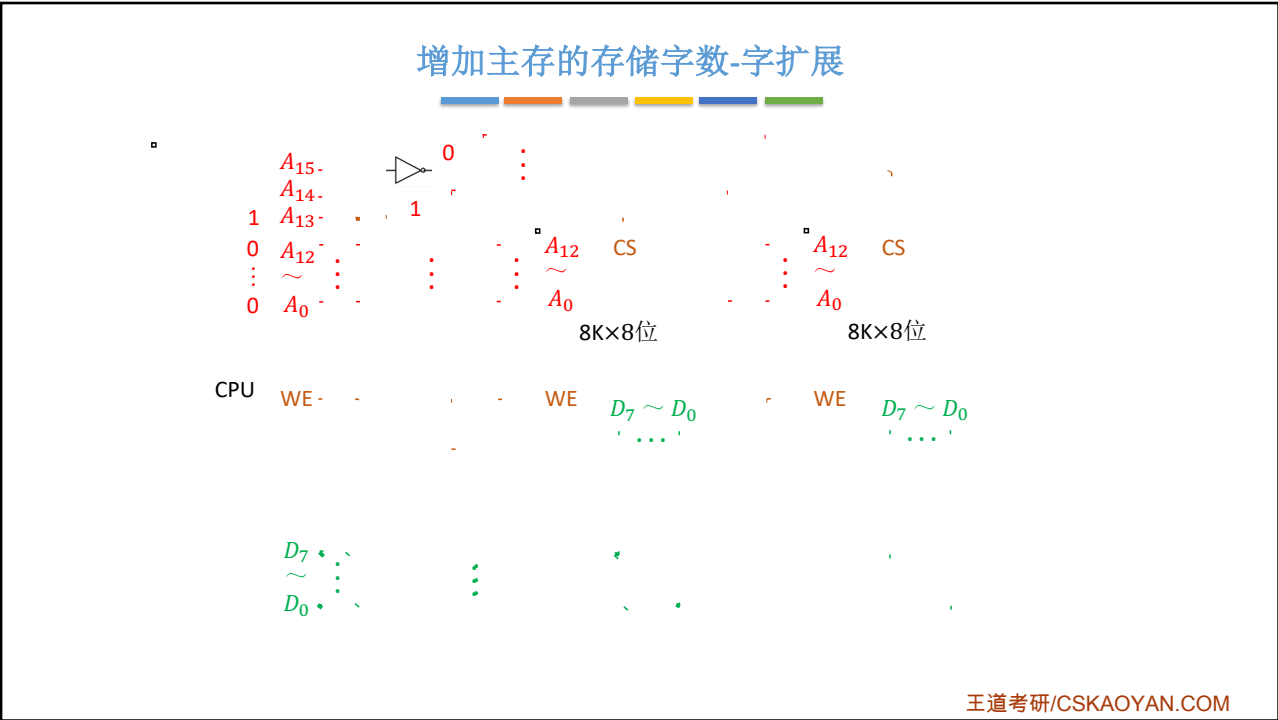 增加主存的存储字数-字扩展
A15 0
A14
1 A13 1
0 A12 A12 CS A12 CS
⋮ ~ ~ ~
0 A0 A0 A0
8K×8位 8K×8位
CPU WE WE WE
D7 ~ D0 D7 ~ D0
... ...
D7
~
D0
王道考研/CSKAOYAN.COM